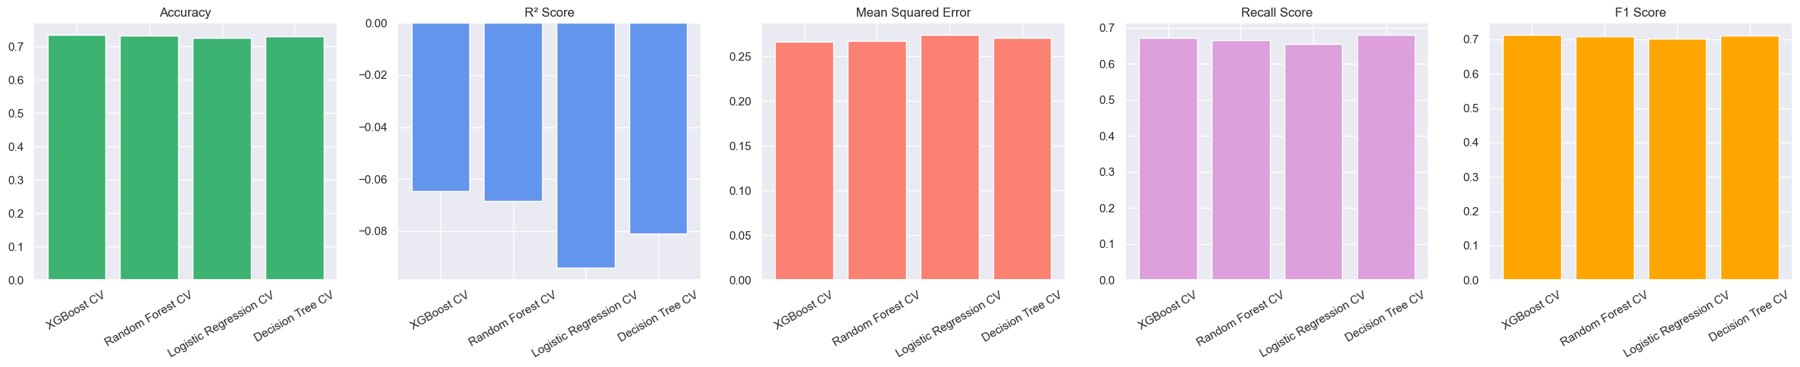 Accuracy
0.7
0.6
0.5
0.4
0.3
0.2
0.1
0.0
XGBoost CV
Random Forest CV
Logistic Regression CV
Decision Tree CV
R² Score
0.00
−0.02
−0.04
−0.06
−0.08
XGBoost CV
Random Forest CV
Logistic Regression CV
Decision Tree CV
Mean Squared Error
0.25
0.20
0.15
0.10
0.05
0.00
XGBoost CV
Random Forest CV
Logistic Regression CV
Decision Tree CV
Recall Score
0.7
0.6
0.5
0.4
0.3
0.2
0.1
0.0
XGBoost CV
Random Forest CV
Logistic Regression CV
Decision Tree CV
F1 Score
0.7
0.6
0.5
0.4
0.3
0.2
0.1
0.0
XGBoost CV
Random Forest CV
Logistic Regression CV
Decision Tree CV